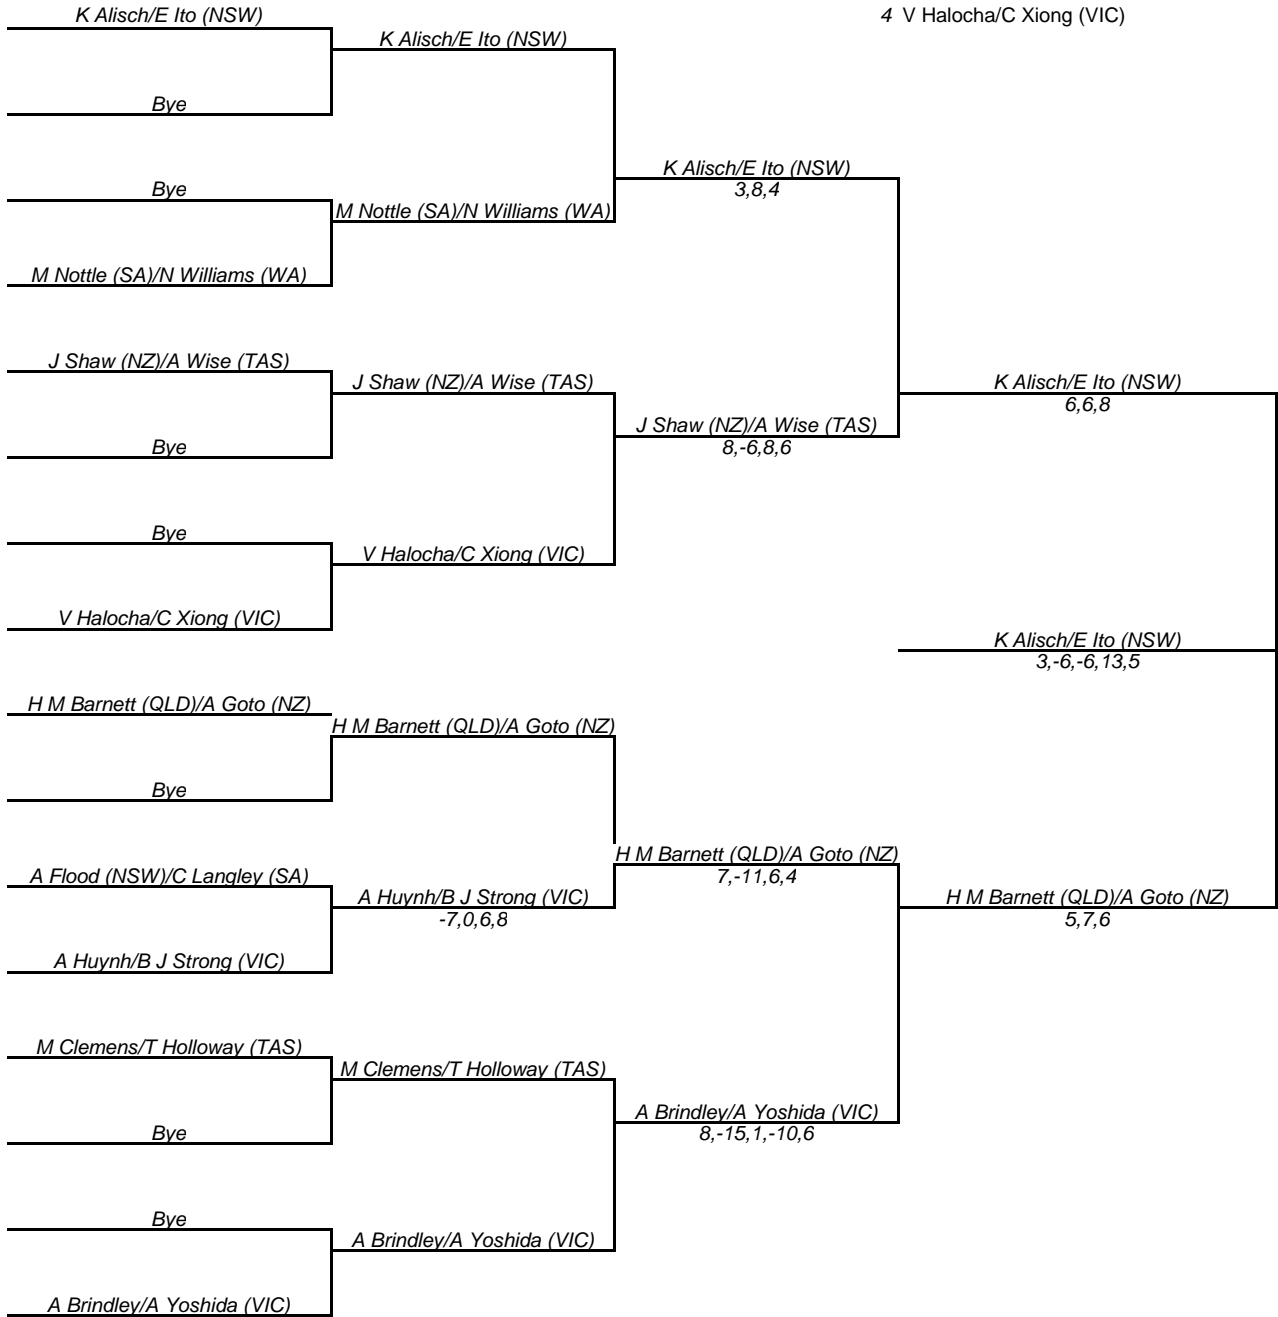 K Alisch/E Ito (NSW)
4 V Halocha/C Xiong (VIC)
K Alisch/E Ito (NSW)
Bye
K Alisch/E Ito (NSW)
3,8,4
Bye
M Nottle (SA)/N Williams (WA)
M Nottle (SA)/N Williams (WA)
J Shaw (NZ)/A Wise (TAS)
J Shaw (NZ)/A Wise (TAS)
K Alisch/E Ito (NSW)
6,6,8
J Shaw (NZ)/A Wise (TAS)
8,-6,8,6
Bye
Bye
V Halocha/C Xiong (VIC)
V Halocha/C Xiong (VIC)
K Alisch/E Ito (NSW)
3,-6,-6,13,5
H M Barnett (QLD)/A Goto (NZ)
H M Barnett (QLD)/A Goto (NZ)
Bye
H M Barnett (QLD)/A Goto (NZ)
7,-11,6,4
A Flood (NSW)/C Langley (SA)
A Huynh/B J Strong (VIC)
-7,0,6,8
H M Barnett (QLD)/A Goto (NZ)
5,7,6
A Huynh/B J Strong (VIC)
M Clemens/T Holloway (TAS)
M Clemens/T Holloway (TAS)
A Brindley/A Yoshida (VIC)
8,-15,1,-10,6
Bye
Bye
A Brindley/A Yoshida (VIC)
A Brindley/A Yoshida (VIC)